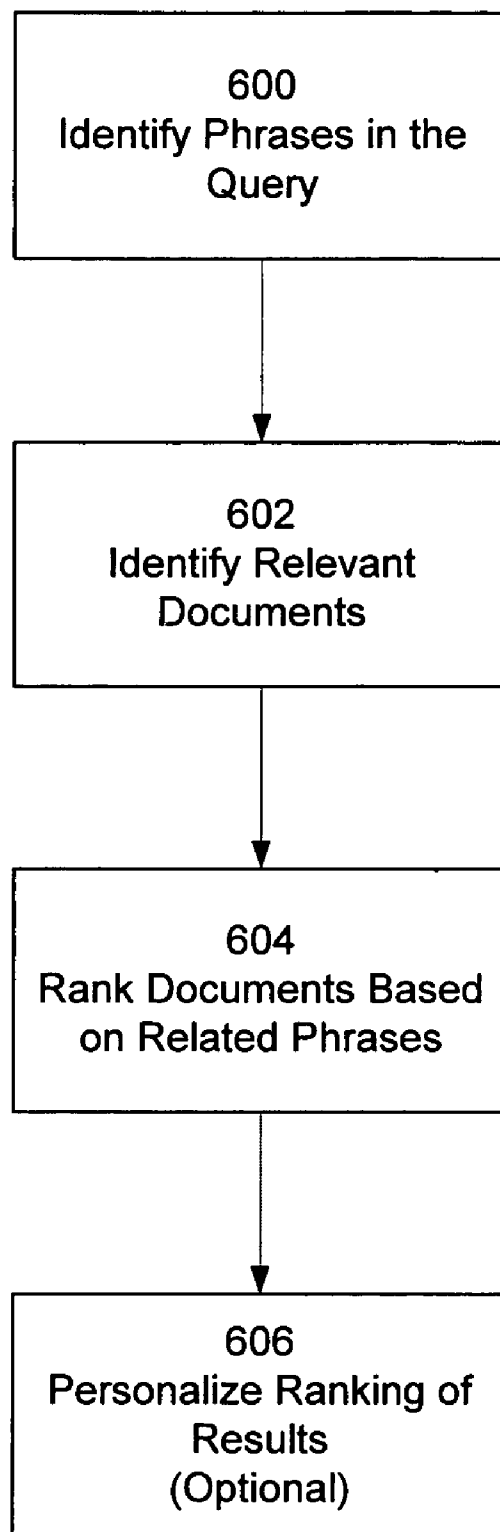 600
Identify Phrases in the
Query
602
Identify Relevant
Documents
604
Rank Documents Based
on Related Phrases
606
Personalize Ranking of
Results
(Optional)